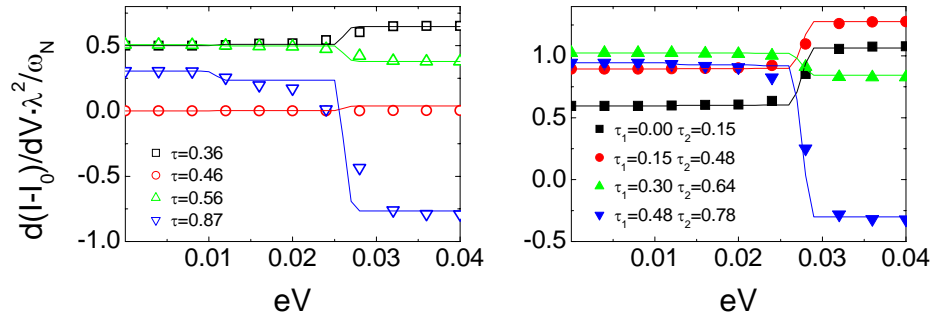 d(I-I₀)/dV·λ²/ω_N
0.5
0.0
-0.5
-1.0
τ=0.36
τ=0.46
τ=0.56
τ=0.87
0.01 0.02 0.03 0.04
eV
1.0
0.5
0.0
-0.5
τ₁=0.00 τ₂=0.15
τ₁=0.15 τ₂=0.48
τ₁=0.30 τ₂=0.64
τ₁=0.48 τ₂=0.78
0.01 0.02 0.03 0.04
eV